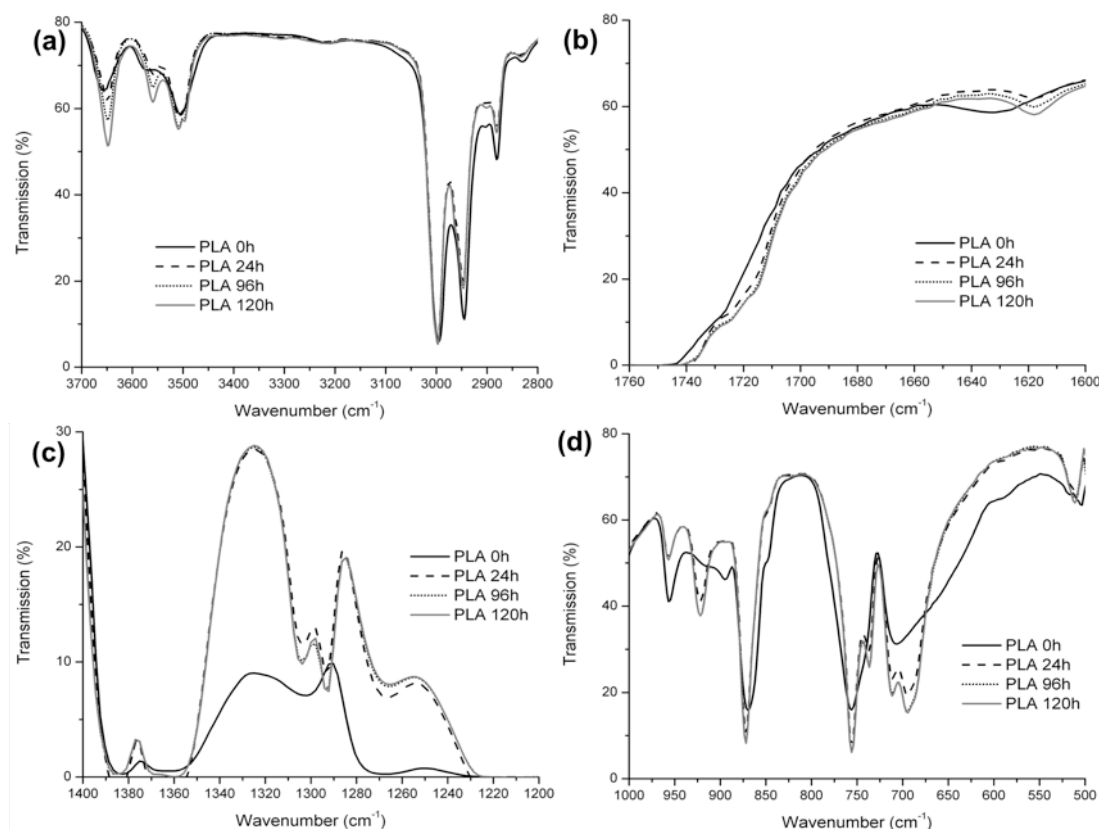 (a)
80
60
40
20
0
Transmission (%)
PLA 0h
PLA 24h
PLA 96h
PLA 120h
3700 3600 3500 3400 3300 3200 3100 3000 2900 2800
Wavenumber (cm⁻¹)
(b)
80
60
40
20
0
Transmission (%)
PLA 0h
PLA 24h
PLA 96h
PLA 120h
1760 1740 1720 1700 1680 1660 1640 1620 1600
Wavenumber (cm⁻¹)
(c)
30
20
10
0
Transmission (%)
PLA 0h
PLA 24h
PLA 96h
PLA 120h
1400 1380 1360 1340 1320 1300 1280 1260 1240 1220 1200
Wavenumber (cm⁻¹)
(d)
80
60
40
20
0
Transmission (%)
PLA 0h
PLA 24h
PLA 96h
PLA 120h
1000 950 900 850 800 750 700 650 600 550 500
Wavenumber (cm⁻¹)